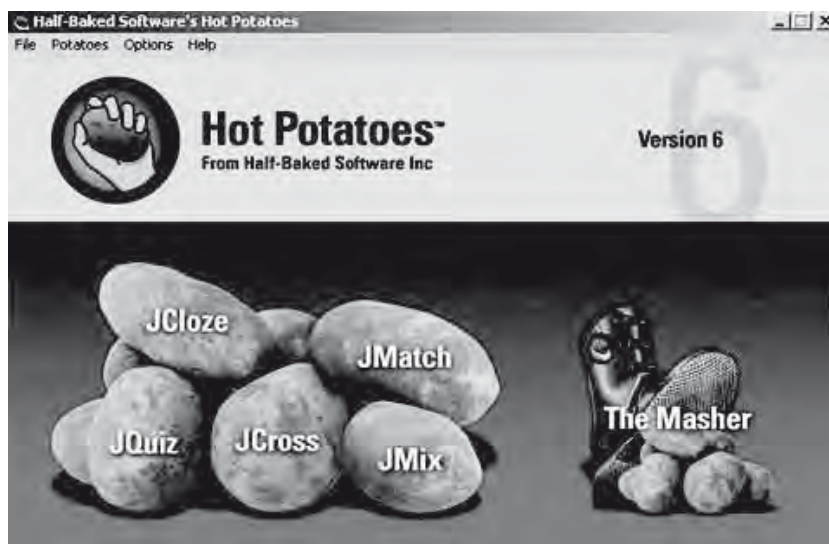 Half-Baked Software's Hot Potatoes
File Potatoes Options Help
Hot Potatoes™
From Half-Baked Software Inc
6
Version 6
JCloze
JMatch
JQuiz
JCross
JMix
The Masher